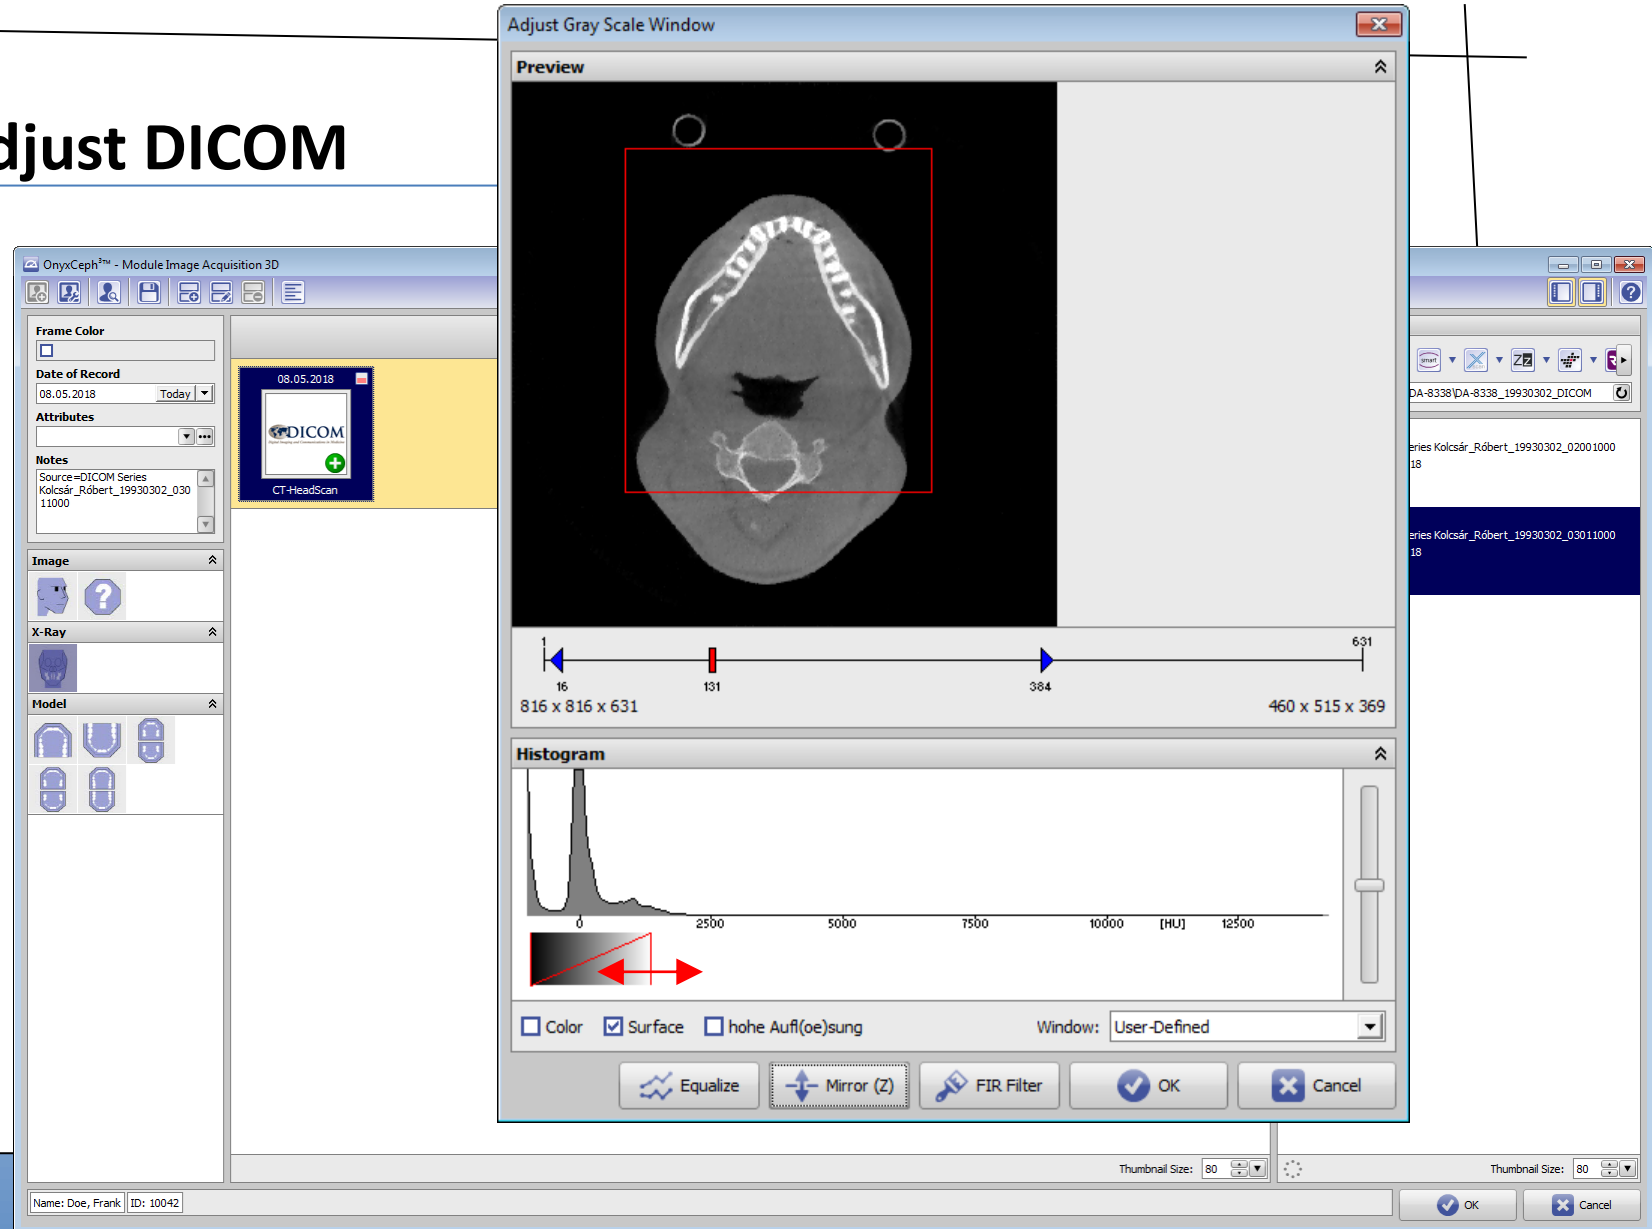 djust DICOM
Adjust Gray Scale Window
Preview
1
631
16
131
384
816 x 816 x 631
460 x 515 x 369
Histogram
0
2500
5000
7500
10000
[HU]
12500
Color
Surface
hohe Aufl(oe)sung
Window:
User-Defined
Equalize
Mirror (Z)
FIR Filter
OK
Cancel
OnyxCeph³™ - Module Image Acquisition 3D
Frame Color
Date of Record
08.05.2018
Today
Attributes
Notes
Source=DICOM Series
Kolcsár_Róbert_19930302_030
11000
Image
X-Ray
Model
08.05.2018
DICOM
CT-HeadScan
smart
DA-8338\DA-8338_19930302_DICOM
eries Kolcsár_Róbert_19930302_02001000
18
eries Kolcsár_Róbert_19930302_03011000
18
Thumbnail Size:
80
Thumbnail Size:
80
Name: Doe, Frank
ID: 10042
OK
Cancel